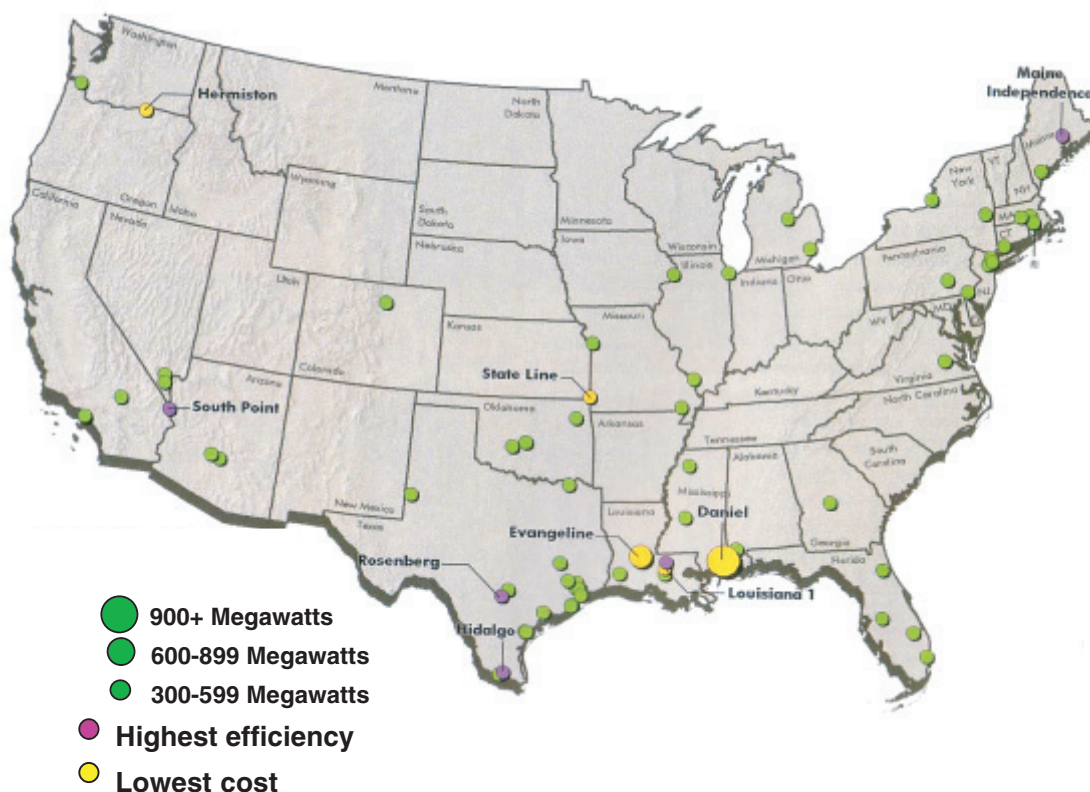 Washington
Hermiston
Montana
North
Dakota
Maine
Independence
Maine
VT
NH
New
York
MA
CT
RI
Oregon
Idaho
Wyoming
South
Dakota
Minnesota
Wisconsin
Michigan
California
Nevada
Utah
Nebraska
Iowa
Illinois
Indiana
Ohio
Pennsylvania
NJ
MD
WV
Virginia
Colorado
Kansas
Missouri
Kentucky
North Carolina
State Line
South Point
Arizona
Oklahoma
Arkansas
Tennessee
South
Carolina
New Mexico
Texas
Louisiana
Mississippi
Alabama
Georgia
Florida
Evangeline
Daniel
Rosenberg
Louisiana 1
Hidalgo
900+ Megawatts
600-899 Megawatts
300-599 Megawatts
Highest efficiency
Lowest cost